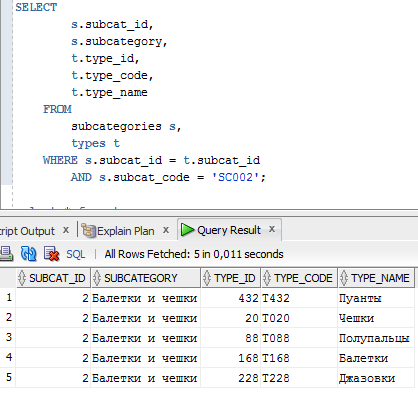 SELECT
s.subcat_id,
s.subcategory,
t.type_id,
t.type_code,
t.type_name
FROM
subcategories s,
types t
WHERE s.subcat_id = t.subcat_id
AND s.subcat_code = 'SC002';
cript Output x Explain Plan x Query Result x
SQL | All Rows Fetched: 5 in 0,011 seconds
SUBCAT_ID SUBCATEGORY TYPE_ID TYPE_CODE TYPE_NAME
1 2 Балетки и чешки 432 T432 Пуанты
2 2 Балетки и чешки 20 T020 Чешки
3 2 Балетки и чешки 88 T088 Полупальцы
4 2 Балетки и чешки 168 T168 Балетки
5 2 Балетки и чешки 228 T228 Джазовки